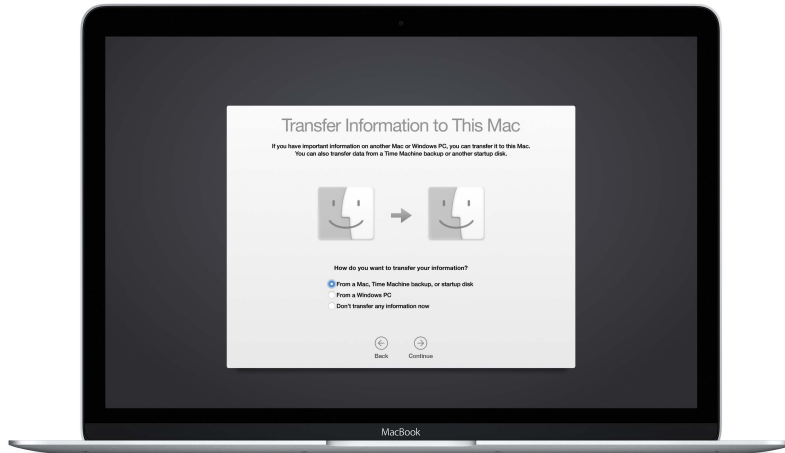 Transfer Information to This Mac
If you have important information on another Mac or Windows PC, you can transfer it to this Mac.
You can also transfer data from a Time Machine backup or another startup disk.
How do you want to transfer your information?
From a Mac, Time Machine backup, or startup disk
From a Windows PC
Don't transfer any information now
Back Continue
MacBook